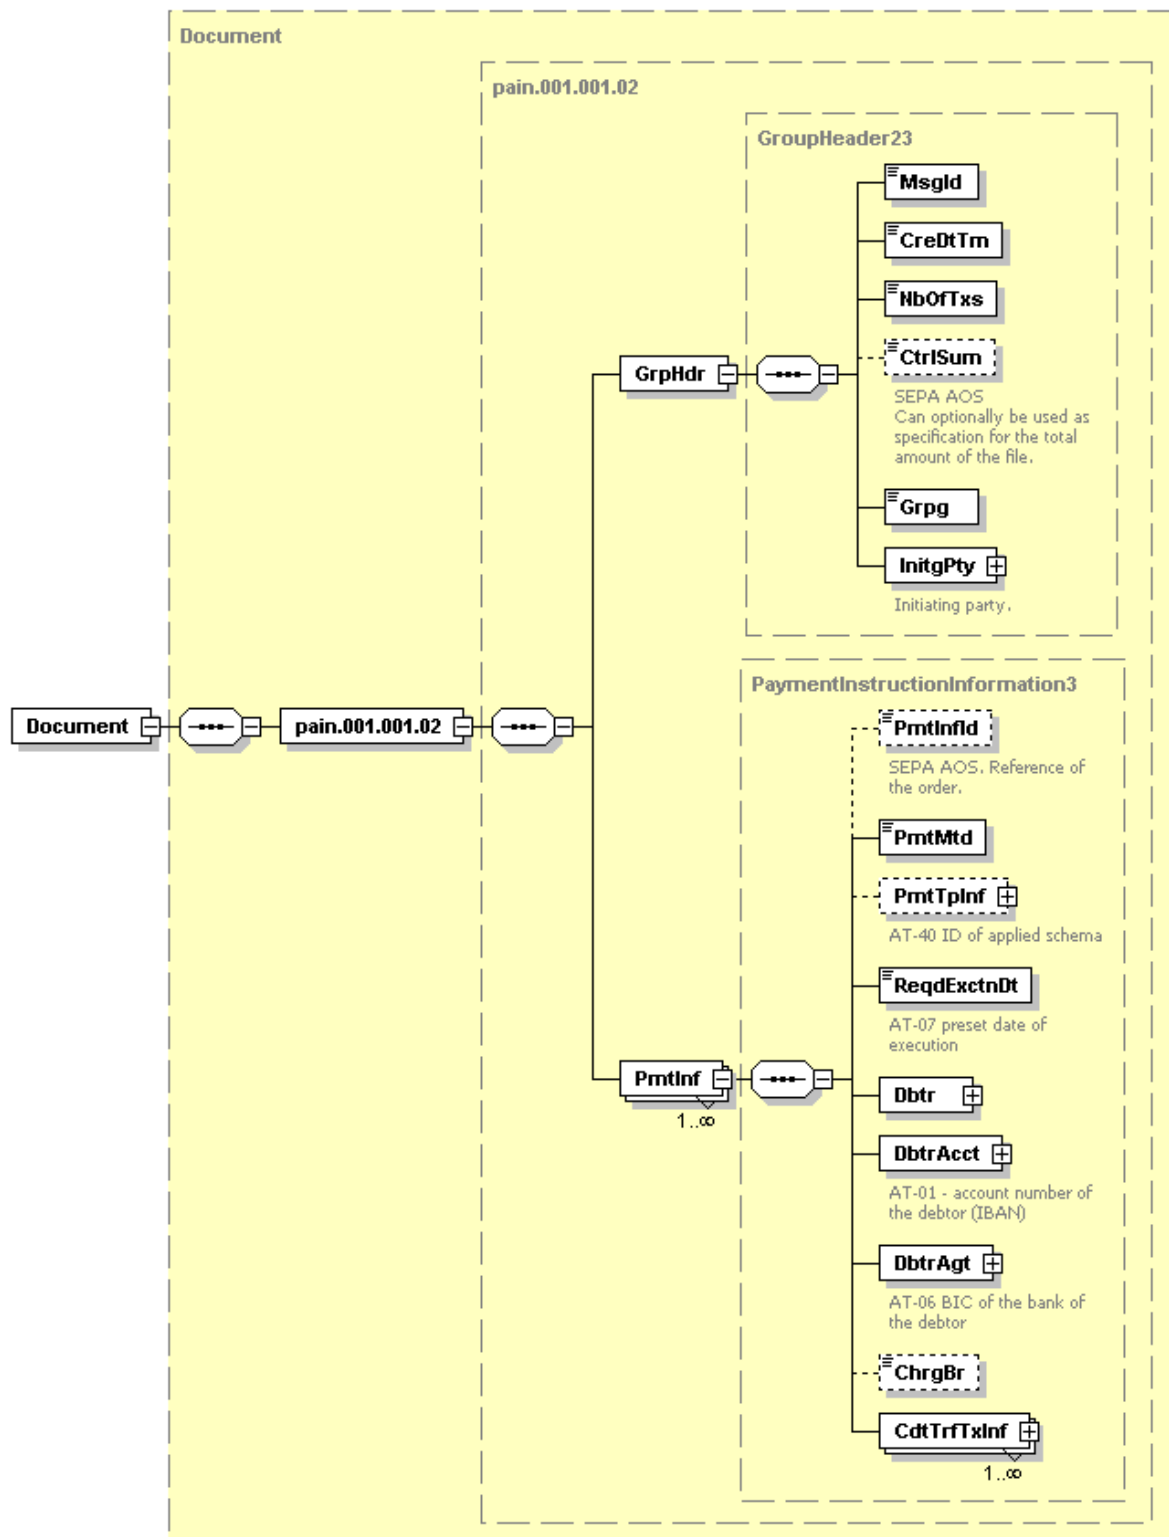 Document
pain.001.001.02
GroupHeader23
MsgId
CreDtTm
NbOfTxs
GrpHdr
CtrlSum
SEPA AOS
Can optionally be used as
specification for the total
amount of the file.
Grpg
InitgPty
Initiating party.
PaymentInstructionInformation3
Document
pain.001.001.02
PmtInfId
SEPA AOS. Reference of
the order.
PmtMtd
PmtTpInf
AT-40 ID of applied schema
ReqdExctnDt
AT-07 preset date of
execution
PmtInf
1..∞
Dbtr
DbtrAcct
AT-01 - account number of
the debtor (IBAN)
DbtrAgt
AT-06 BIC of the bank of
the debtor
ChrgBr
CdtTrfTxInf
1..∞